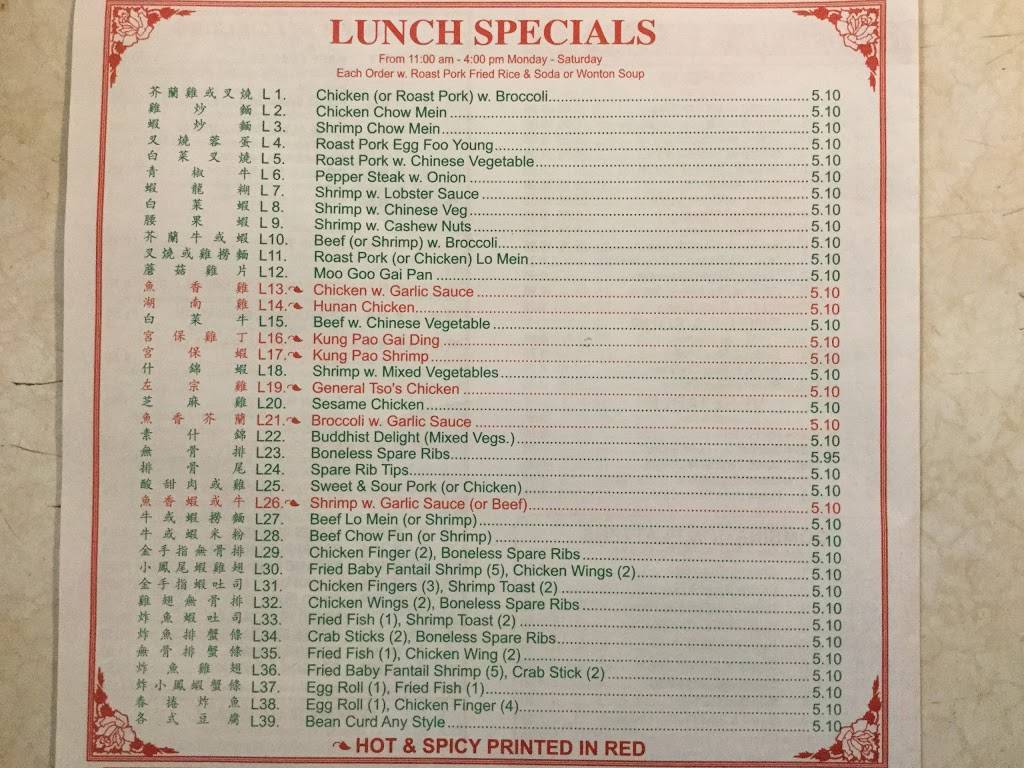 LUNCH SPECIALS
From 11:00 am - 4:00 pm Monday - Saturday
Each Order w. Roast Pork Fried Rice & Soda or Wonton Soup
芥蘭雞或叉燒 L 1. Chicken (or Roast Pork) w. Broccoli 5.10
雞炒麵 L 2. Chicken Chow Mein 5.10
蝦炒麵 L 3. Shrimp Chow Mein 5.10
叉燒蓉蛋 L 4. Roast Pork Egg Foo Young 5.10
白菜叉燒 L 5. Roast Pork w. Chinese Vegetable 5.10
青椒牛 L 6. Pepper Steak w. Onion 5.10
蝦龍糊 L 7. Shrimp w. Lobster Sauce 5.10
白菜蝦 L 8. Shrimp w. Chinese Veg 5.10
腰果蝦 L 9. Shrimp w. Cashew Nuts 5.10
芥蘭牛或蝦 L10. Beef (or Shrimp) w. Broccoli 5.10
叉燒或雞撈麵 L11. Roast Pork (or Chicken) Lo Mein 5.10
蘑菇雞片 L12. Moo Goo Gai Pan 5.10
魚香雞 L13. Chicken w. Garlic Sauce 5.10
湖南雞 L14. Hunan Chicken 5.10
白菜牛 L15. Beef w. Chinese Vegetable 5.10
宮保雞丁 L16. Kung Pao Gai Ding 5.10
宮保蝦 L17. Kung Pao Shrimp 5.10
什錦蝦 L18. Shrimp w. Mixed Vegetables 5.10
左宗雞 L19. General Tso's Chicken 5.10
芝麻雞 L20. Sesame Chicken 5.10
魚香芥蘭 L21. Broccoli w. Garlic Sauce 5.10
素什錦 L22. Buddhist Delight (Mixed Vegs.) 5.10
無骨排 L23. Boneless Spare Ribs 5.95
排骨尾 L24. Spare Rib Tips 5.10
酸甜肉或雞 L25. Sweet & Sour Pork (or Chicken) 5.10
魚香蝦或牛 L26. Shrimp w. Garlic Sauce (or Beef) 5.10
牛或蝦撈麵 L27. Beef Lo Mein (or Shrimp) 5.10
牛或蝦米粉 L28. Beef Chow Fun (or Shrimp) 5.10
金手指無骨排 L29. Chicken Finger (2), Boneless Spare Ribs 5.10
小鳳尾蝦雞翅 L30. Fried Baby Fantail Shrimp (5), Chicken Wings (2) 5.10
金手指蝦吐司 L31. Chicken Fingers (3), Shrimp Toast (2) 5.10
雞翅無骨排 L32. Chicken Wings (2), Boneless Spare Ribs 5.10
炸魚蝦吐司 L33. Fried Fish (1), Shrimp Toast (2) 5.10
炸魚排蟹條 L34. Crab Sticks (2), Boneless Spare Ribs 5.10
無骨排蟹條 L35. Fried Fish (1), Chicken Wing (2) 5.10
炸魚雞翅 L36. Fried Baby Fantail Shrimp (5), Crab Stick (2) 5.10
炸小鳳蝦蟹條 L37. Egg Roll (1), Fried Fish (1) 5.10
春捲炸魚 L38. Egg Roll (1), Chicken Finger (4) 5.10
各式豆腐 L39. Bean Curd Any Style 5.10
HOT & SPICY PRINTED IN RED